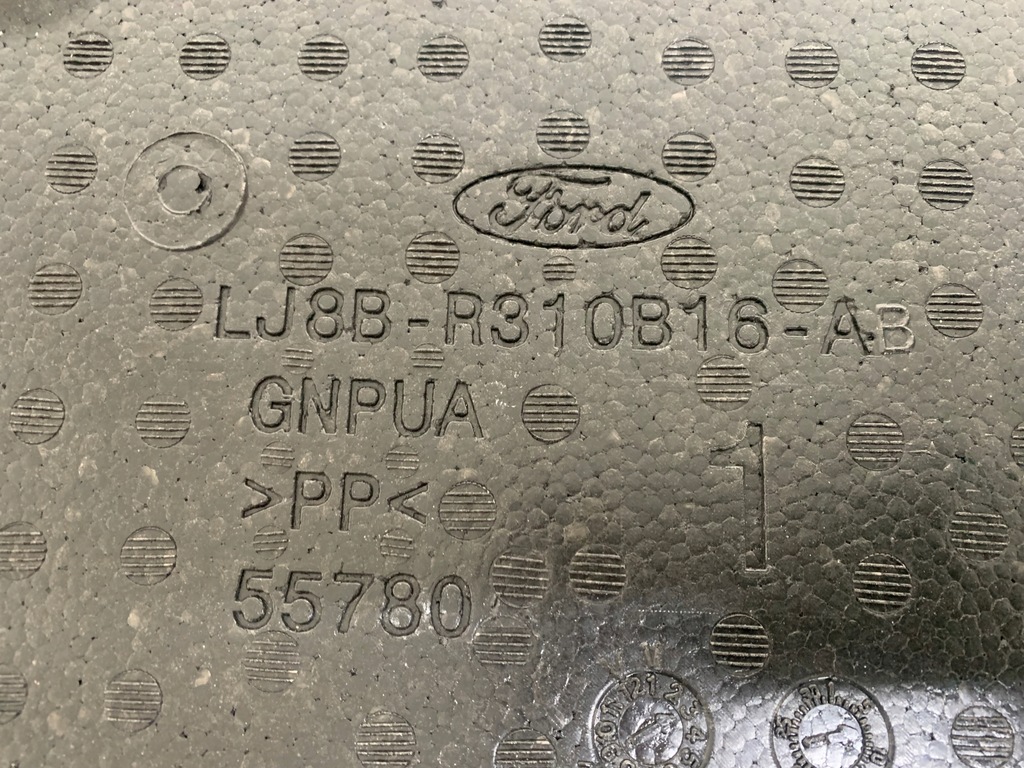 Ford
LJ8B-R310B16-AB
GNPUA
>PP<
55780
1